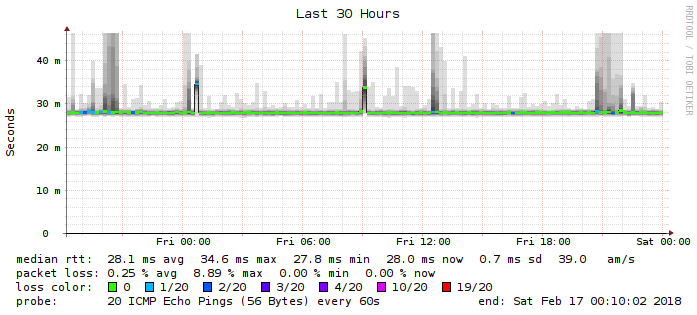 Last 30 Hours
RRDTOOL / TOBI OETIKER
Seconds
40 m
30 m
20 m
10 m
0
Fri 00:00 Fri 06:00 Fri 12:00 Fri 18:00 Sat 00:00
median rtt: 28.1 ms avg 34.6 ms max 27.8 ms min 28.0 ms now 0.7 ms sd 39.0 am/s
packet loss: 0.25 % avg 8.89 % max 0.00 % min 0.00 % now
loss color: 0 1/20 2/20 3/20 4/20 10/20 19/20
probe: 20 ICMP Echo Pings (56 Bytes) every 60s end: Sat Feb 17 00:10:02 2018